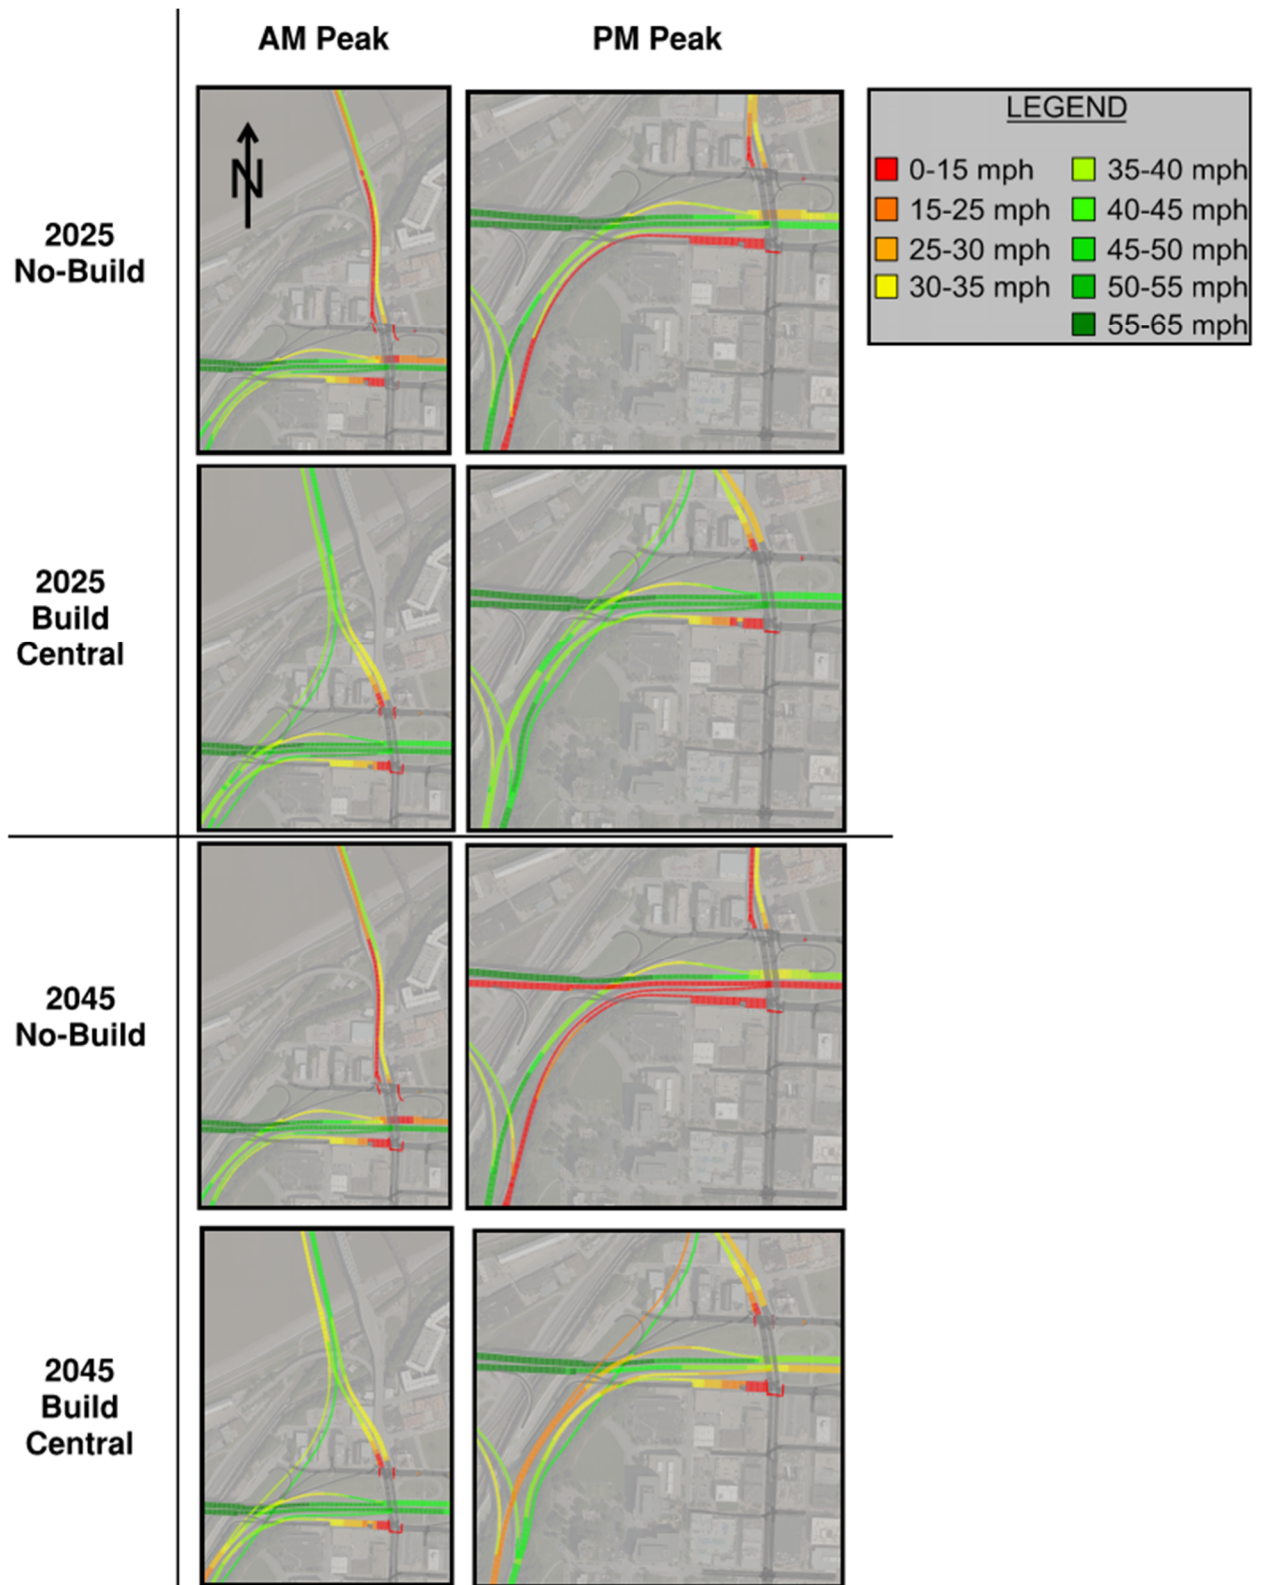 AM Peak
PM Peak
N
LEGEND
0-15 mph
15-25 mph
25-30 mph
30-35 mph
35-40 mph
40-45 mph
45-50 mph
50-55 mph
55-65 mph
2025
No-Build
2025
Build
Central
2045
No-Build
2045
Build
Central